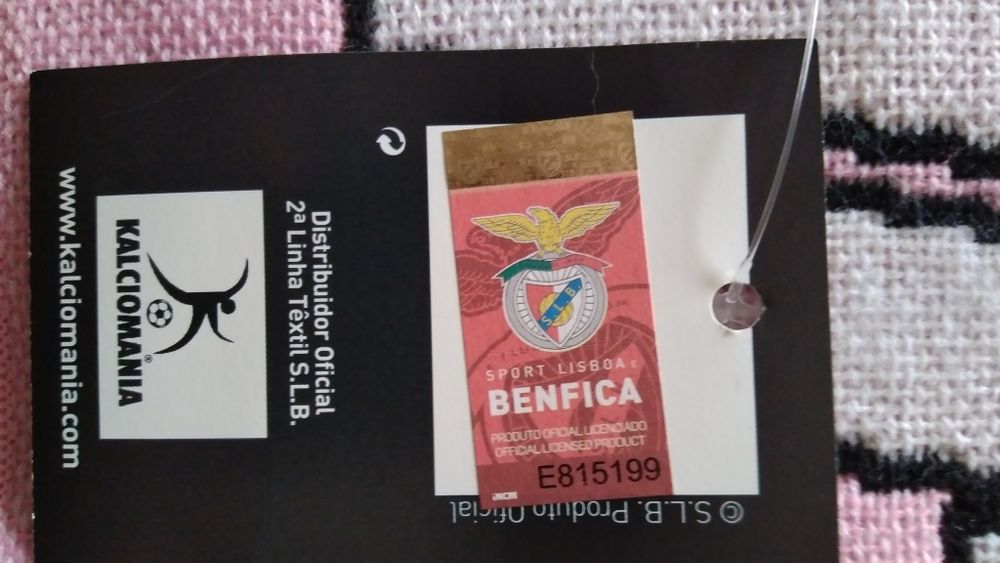 www.kalciomania.com
KALCIOMANIA®
Distribuidor Oficial
2ª Linha Têxtil S.L.B.
SLB
SPORT LISBOA E
BENFICA
PRODUTO OFICIAL LICENCIADO
OFFICIAL LICENSED PRODUCT
E815199
© S.L.B. Produto Oficial